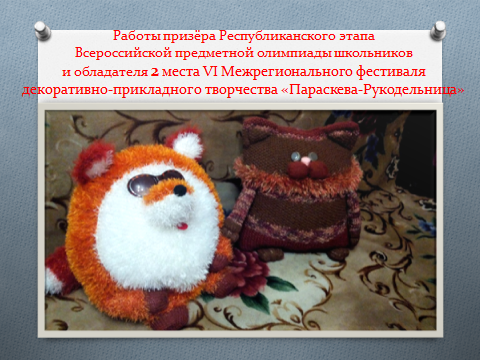 Работы призёра Республиканского этапа
Всероссийской предметной олимпиады школьников
и обладателя 2 места VI Межрегионального фестиваля
декоративно-прикладного творчества «Параскева-Рукодельница»